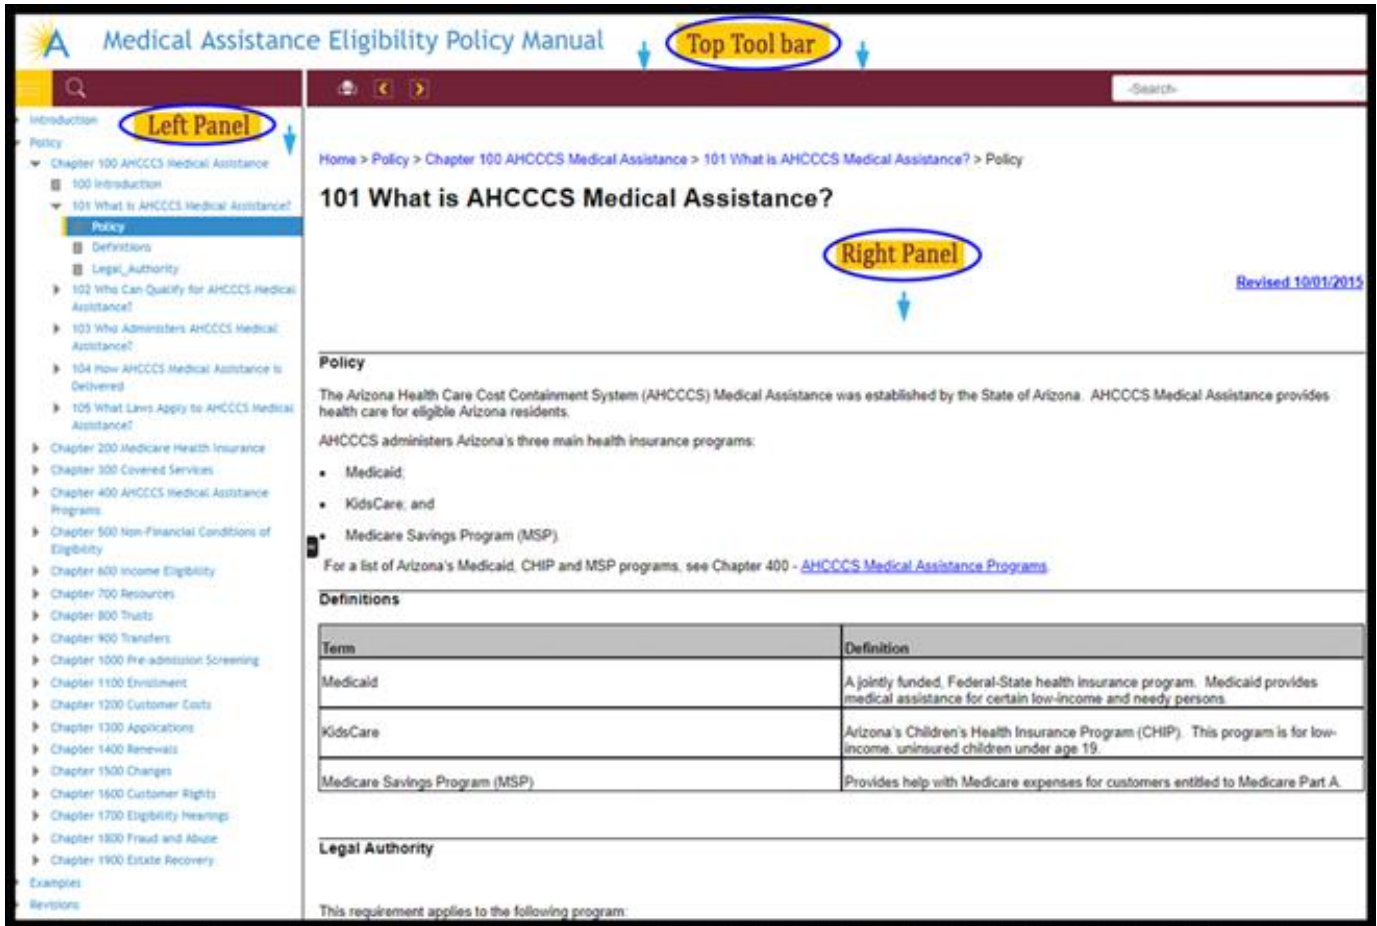 Medical Assistance Eligibility Policy Manual
Top Tool bar
-Search-
Left Panel
Introduction
Policy
Chapter 100 AHCCCS Medical Assistance
100 Introduction
101 What is AHCCCS Medical Assistance?
Policy
Definitions
Legal_Authority
102 Who Can Qualify for AHCCCS Medical
Assistance?
103 Who Administers AHCCCS Medical
Assistance?
104 How AHCCCS Medical Assistance is
Delivered
105 What Laws Apply to AHCCCS Medical
Assistance?
Chapter 200 Medicare Health Insurance
Chapter 300 Covered Services
Chapter 400 AHCCCS Medical Assistance
Programs
Chapter 500 Non-Financial Conditions of
Eligibility
Chapter 600 Income Eligibility
Chapter 700 Resources
Chapter 800 Trusts
Chapter 900 Transfers
Chapter 1000 Pre-admission Screening
Chapter 1100 Enrollment
Chapter 1200 Customer Costs
Chapter 1300 Applications
Chapter 1400 Renewals
Chapter 1500 Changes
Chapter 1600 Customer Rights
Chapter 1700 Eligibility Hearings
Chapter 1800 Fraud and Abuse
Chapter 1900 Estate Recovery
Examples
Revisions
Home > Policy > Chapter 100 AHCCCS Medical Assistance > 101 What is AHCCCS Medical Assistance? > Policy
101 What is AHCCCS Medical Assistance?
Right Panel
Revised 10/01/2015
Policy
The Arizona Health Care Cost Containment System (AHCCCS) Medical Assistance was established by the State of Arizona. AHCCCS Medical Assistance provides
health care for eligible Arizona residents.
AHCCCS administers Arizona's three main health insurance programs:
• Medicaid;
• KidsCare; and
• Medicare Savings Program (MSP).
For a list of Arizona's Medicaid, CHIP and MSP programs, see Chapter 400 - AHCCCS Medical Assistance Programs.
Definitions
Term Definition
Medicaid A jointly funded, Federal-State health insurance program. Medicaid provides
medical assistance for certain low-income and needy persons.
KidsCare Arizona's Children's Health Insurance Program (CHIP). This program is for low-
income, uninsured children under age 19.
Medicare Savings Program (MSP) Provides help with Medicare expenses for customers entitled to Medicare Part A.
Legal Authority
This requirement applies to the following program: